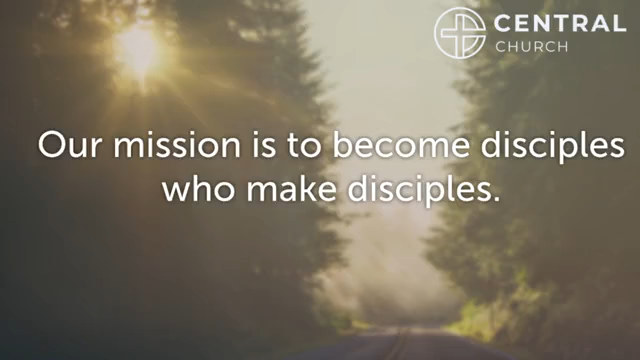 CENTRAL
CHURCH
Our mission is to become disciples
who make disciples.